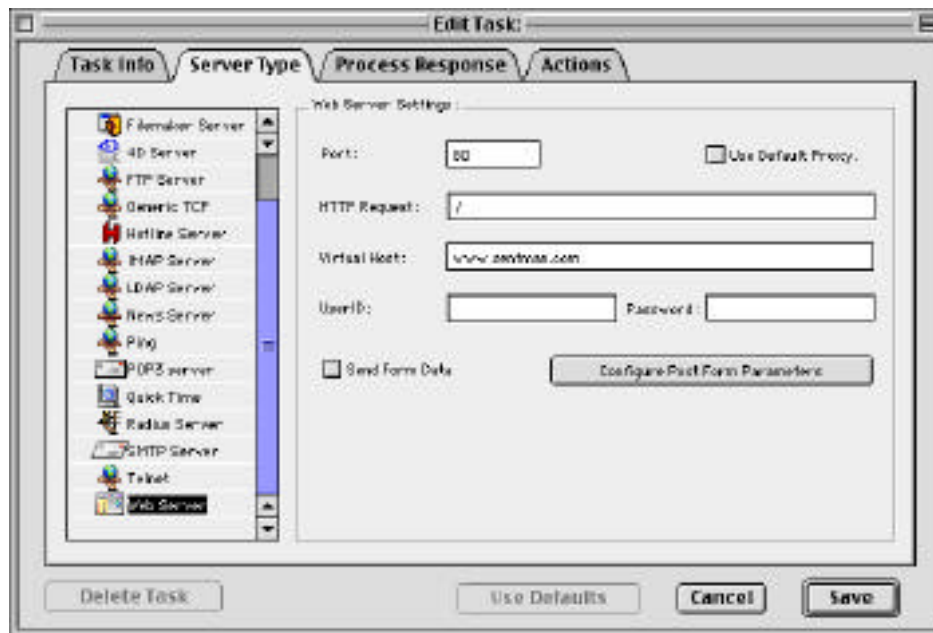 Edit Task:
Task Info Server Type Process Response Actions
Filemaker Server
4D Server
FTP Server
Generic TCP
Hotline Server
IMAP Server
LDAP Server
News Server
Ping
POP3 server
Quick Time
Radius Server
SMTP Server
Telnet
Web Server
Web Server Settings:
Port: 80 Use Default Proxy.
HTTP Request: /
Virtual Host:
UserID: Password:
Send Form Data Configure Post Form Parameters
Delete Task Use Defaults Cancel Save